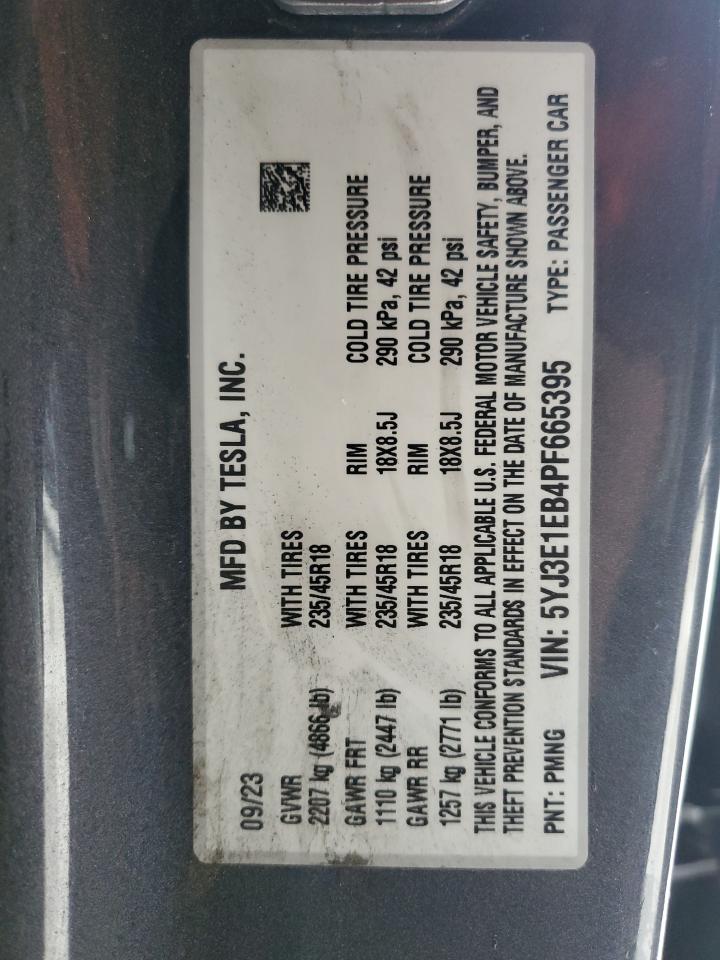 MFD BY TESLA, INC.
09/23
GVWR WITH TIRES
2207 kg (4866 lb) 235/45R18
GAWR FRT WITH TIRES RIM COLD TIRE PRESSURE
1110 kg (2447 lb) 235/45R18 18X8.5J 290 kPa, 42 psi
GAWR RR WITH TIRES RIM COLD TIRE PRESSURE
1257 kg (2771 lb) 235/45R18 18X8.5J 290 kPa, 42 psi
THIS VEHICLE CONFORMS TO ALL APPLICABLE U.S. FEDERAL MOTOR VEHICLE SAFETY, BUMPER, AND
THEFT PREVENTION STANDARDS IN EFFECT ON THE DATE OF MANUFACTURE SHOWN ABOVE.
PNT: PMNG VIN: 5YJ3E1EB4PF665395 TYPE: PASSENGER CAR